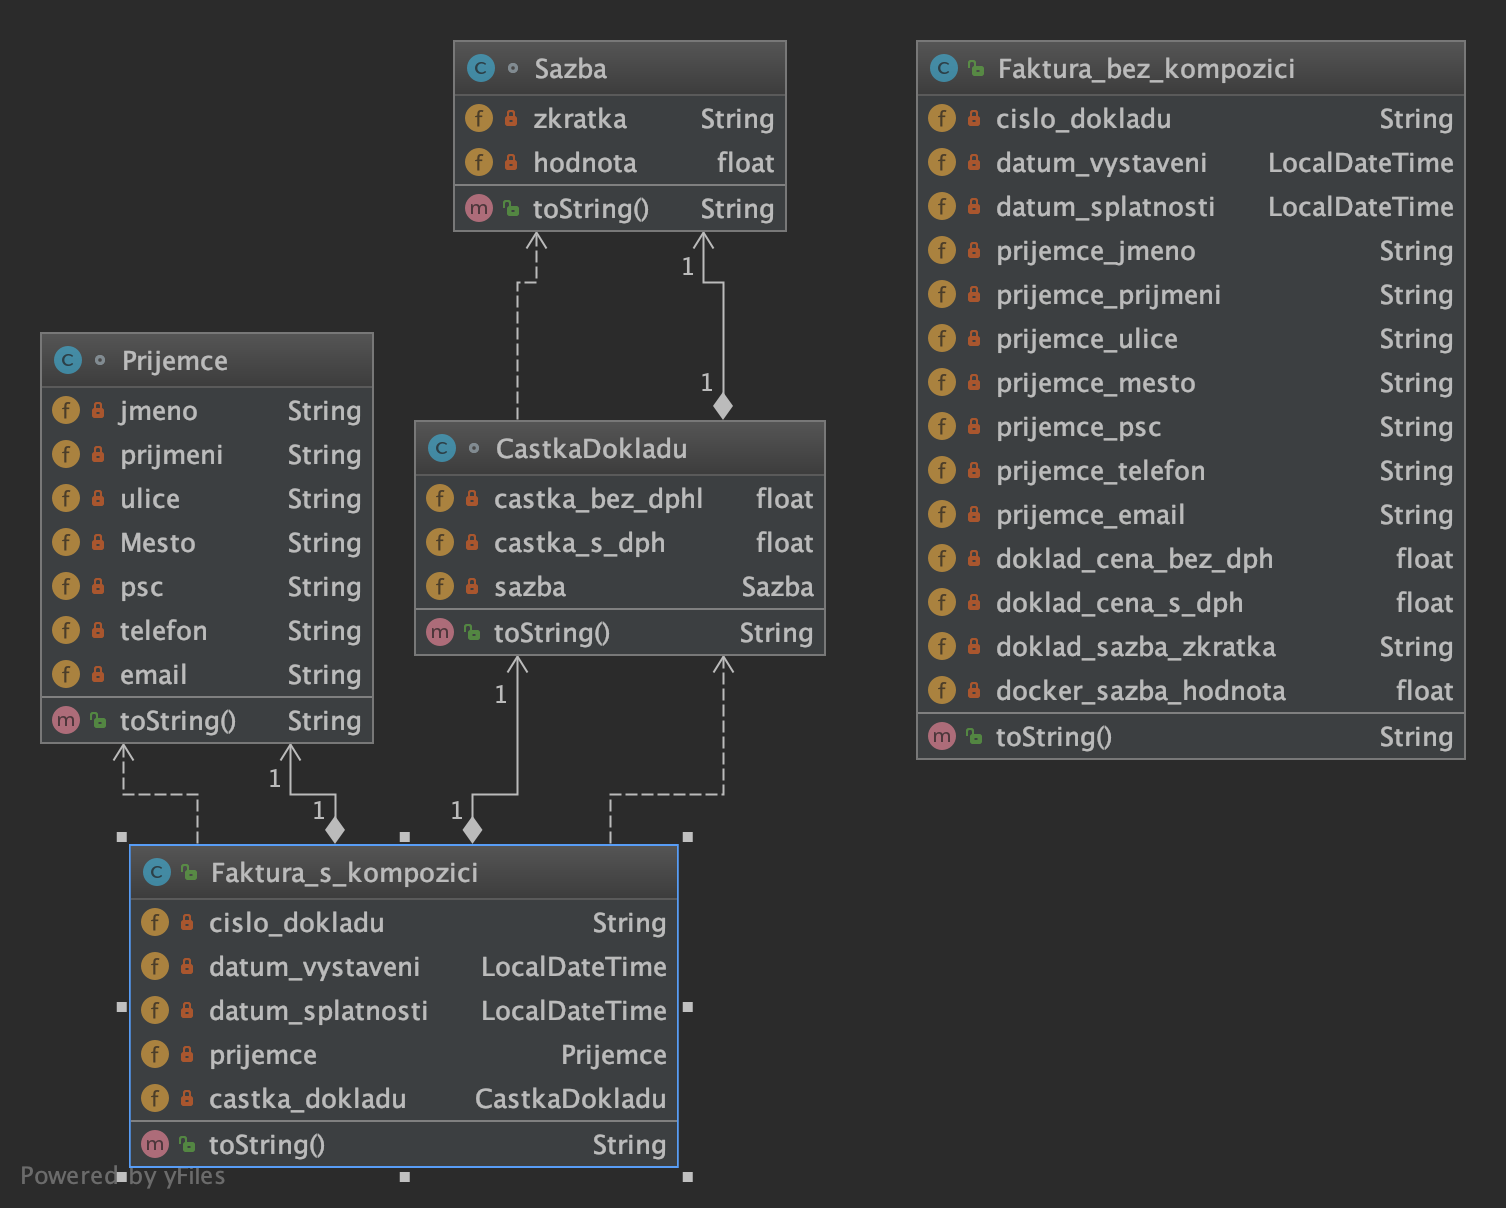 Sazba
zkratka String
hodnota float
toString() String
1
1
Prijemce
jmeno String
prijmeni String
ulice String
Mesto String
psc String
telefon String
email String
toString() String
1
1
CastkaDokladu
castka_bez_dphl float
castka_s_dph float
sazba Sazba
toString() String
1
1
Faktura_s_kompozici
cislo_dokladu String
datum_vystaveni LocalDateTime
datum_splatnosti LocalDateTime
prijemce Prijemce
castka_dokladu CastkaDokladu
toString() String
Faktura_bez_kompozici
cislo_dokladu String
datum_vystaveni LocalDateTime
datum_splatnosti LocalDateTime
prijemce_jmeno String
prijemce_prijmeni String
prijemce_ulice String
prijemce_mesto String
prijemce_psc String
prijemce_telefon String
prijemce_email String
doklad_cena_bez_dph float
doklad_cena_s_dph float
doklad_sazba_zkratka String
docker_sazba_hodnota float
toString() String
Powered by yFiles